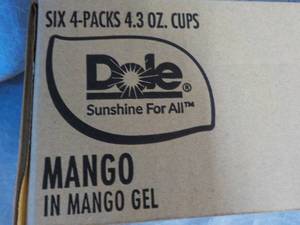 SIX 4-PACKS 4.3 OZ. CUPS
Dole®
Sunshine For All™
MANGO
IN MANGO GEL